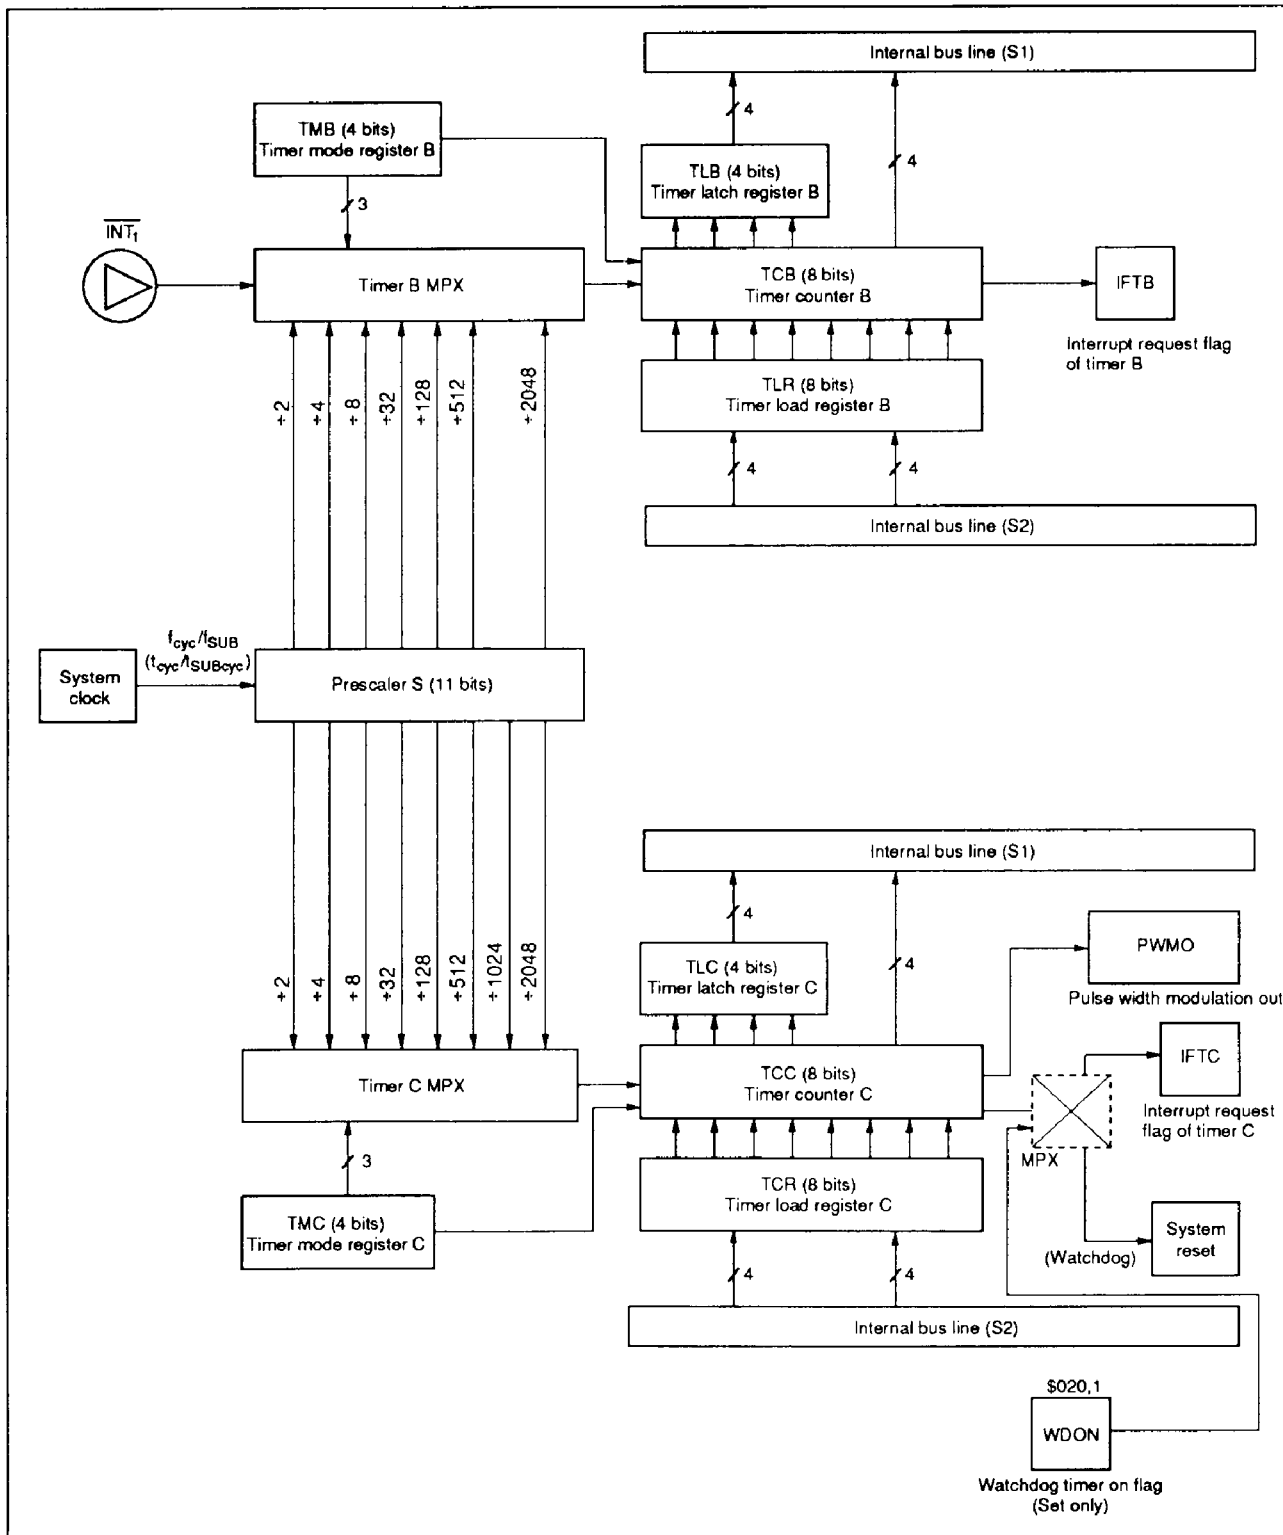 Internal bus line (S1)
TMB (4 bits)
Timer mode register B
4
TLB (4 bits)
Timer latch register B
4
3
INT1
Timer B MPX
TCB (8 bits)
Timer counter B
IFTB
Interrupt request flag
of timer B
÷2
÷4
÷8
÷32
÷128
÷512
÷2048
TLR (8 bits)
Timer load register B
4
4
Internal bus line (S2)
fcyc/fSUB
(tcyc/tSUBcyc)
System
clock
Prescaler S (11 bits)
Internal bus line (S1)
÷2
÷4
÷8
÷32
÷128
÷512
÷1024
÷2048
4
TLC (4 bits)
Timer latch register C
4
PWMO
Pulse width modulation out
Timer C MPX
TCC (8 bits)
Timer counter C
IFTC
Interrupt request
flag of timer C
MPX
3
TCR (8 bits)
Timer load register C
TMC (4 bits)
Timer mode register C
System
reset
(Watchdog)
4
4
Internal bus line (S2)
$020,1
WDON
Watchdog timer on flag
(Set only)